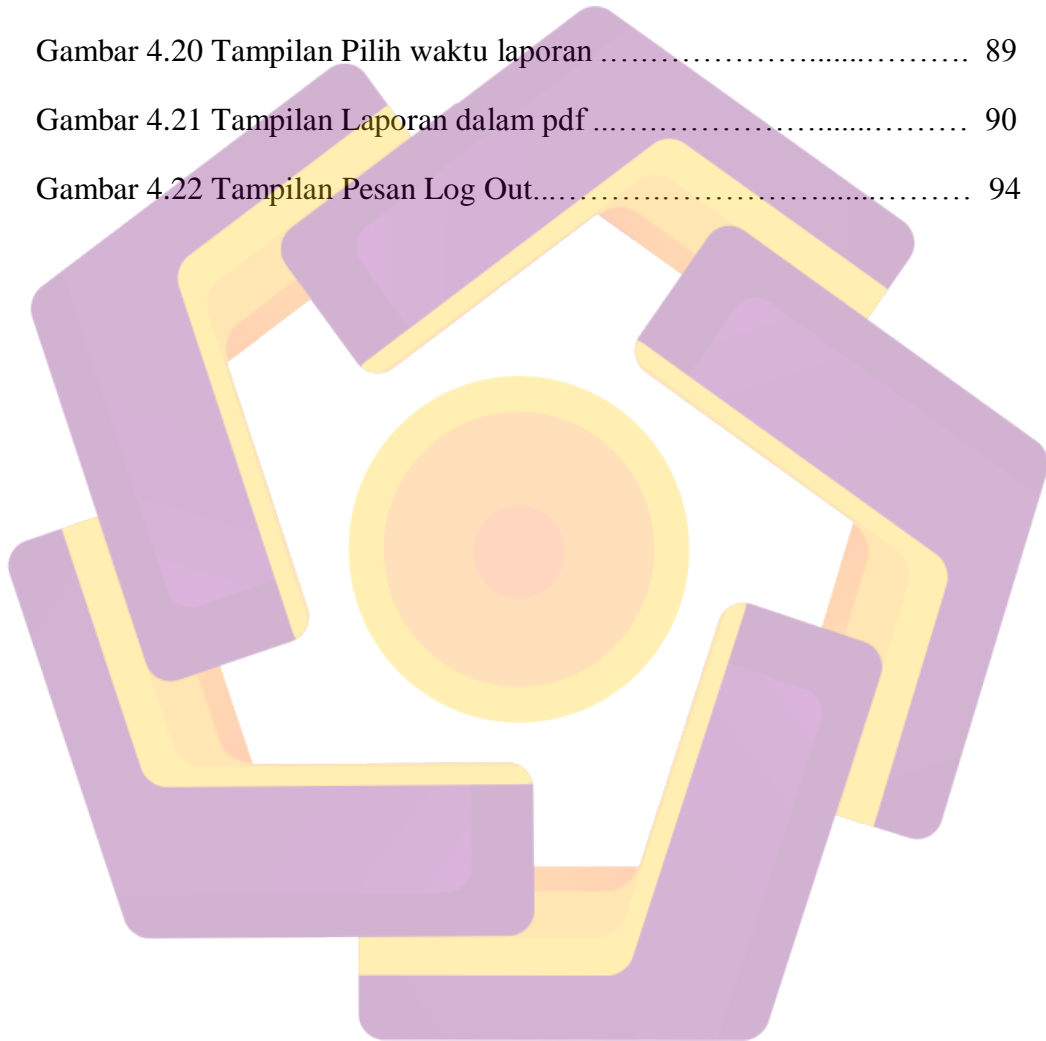 Gambar 4.20 Tampilan Pilih waktu laporan ….……………….......………. 89
Gambar 4.21 Tampilan Laporan dalam pdf ...…………………......……… 90
Gambar 4.22 Tampilan Pesan Log Out...……….……………......……… 94